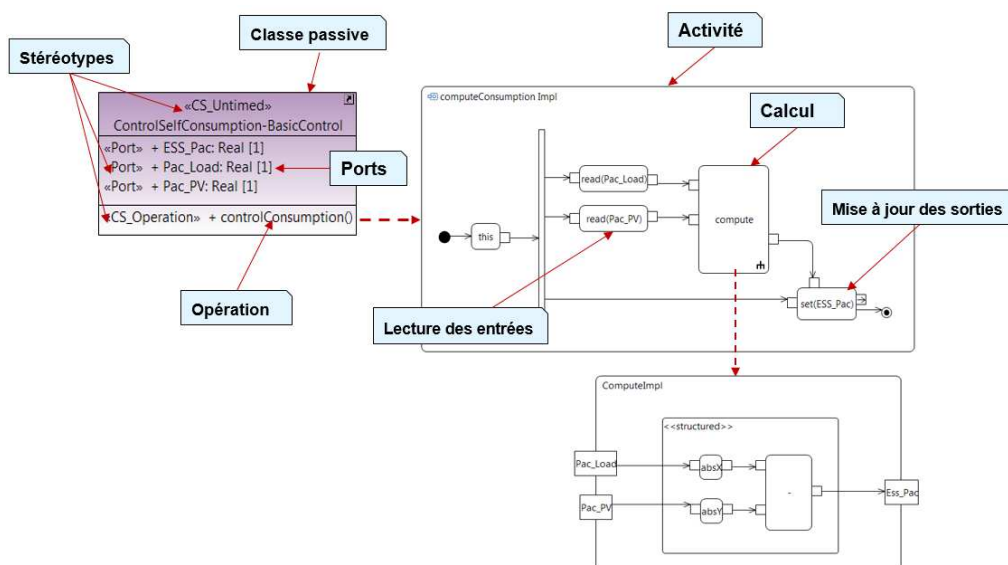 Classe passive
Activité
Stéréotypes
«CS_Untimed»
ControlSelfConsumption-BasicControl
«Port» + ESS_Pac: Real [1]
«Port» + Pac_Load: Real [1]
«Port» + Pac_PV: Real [1]
«CS_Operation» + controlConsumption()
Ports
Opération
computeConsumption Impl
Calcul
read(Pac_Load)
read(Pac_PV)
this
compute
Mise à jour des sorties
set(ESS_Pac)
Lecture des entrées
ComputeImpl
<<structured>>
Pac_Load
absX
-
Ess_Pac
Pac_PV
absY